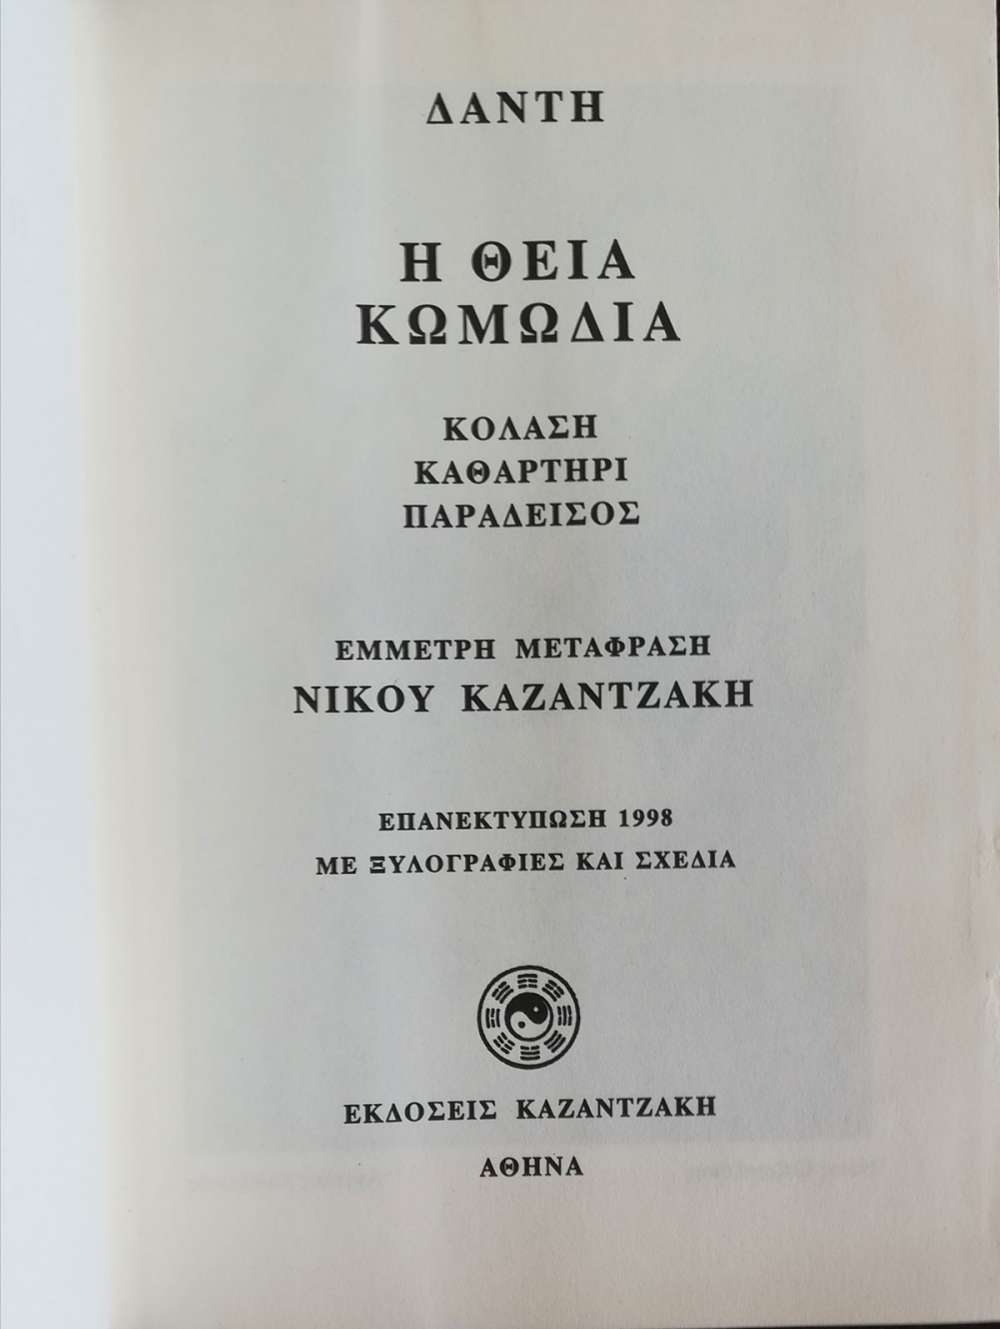 ΔΑΝΤΗ
Η ΘΕΙΑ
ΚΩΜΩΔΙΑ
ΚΟΛΑΣΗ
ΚΑΘΑΡΤΗΡΙ
ΠΑΡΑΔΕΙΣΟΣ
ΕΜΜΕΤΡΗ ΜΕΤΑΦΡΑΣΗ
ΝΙΚΟΥ ΚΑΖΑΝΤΖΑΚΗ
ΕΠΑΝΕΚΤΥΠΩΣΗ 1998
ΜΕ ΞΥΛΟΓΡΑΦΙΕΣ ΚΑΙ ΣΧΕΔΙΑ
ΕΚΔΟΣΕΙΣ ΚΑΖΑΝΤΖΑΚΗ
ΑΘΗΝΑ